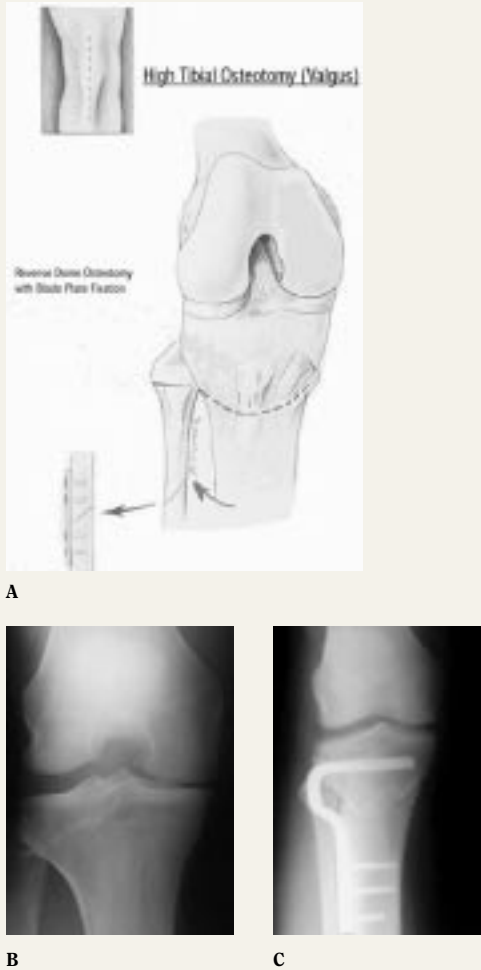 High Tibial Osteotomy (Valgus)
Reverse Dome Osteotomy
with Blade Plate Fixation
A
B
C